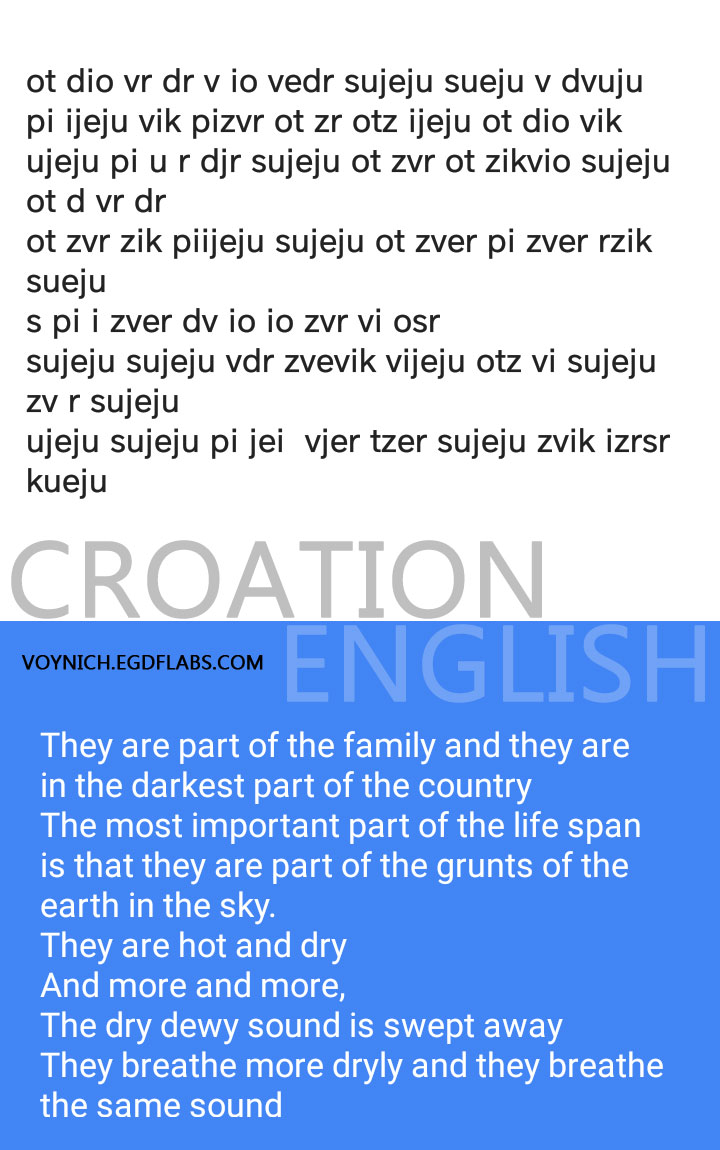 ot dio vr dr v io vedr sujeju sueju v dvuju
pi ijeju vik pizvr ot zr otz ijeju ot dio vik
ujeju pi u r djr sujeju ot zvr ot zikvio sujeju
ot d vr dr
ot zvr zik piijeju sujeju ot zver pi zver rzik
sueju
s pi i zver dv io io zvr vi osr
sujeju sujeju vdr zvevik vijeju otz vi sujeju
zv r sujeju
ujeju sujeju pi jei  vjer tzer sujeju zvik izrsr
kueju
CROATION
ENGLISH
VOYNICH.EGDFLABS.COM
They are part of the family and they are
in the darkest part of the country
The most important part of the life span
is that they are part of the grunts of the
earth in the sky.
They are hot and dry
And more and more,
The dry dewy sound is swept away
They breathe more dryly and they breathe
the same sound